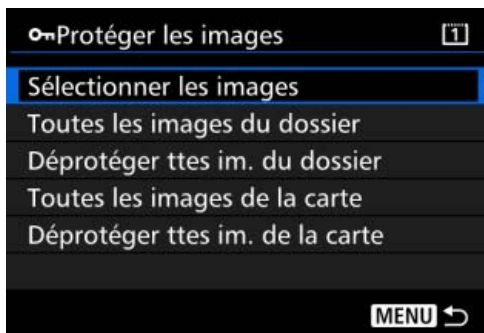 Protéger les images 1
Sélectionner les images
Toutes les images du dossier
Déprotéger ttes im. du dossier
Toutes les images de la carte
Déprotéger ttes im. de la carte
MENU